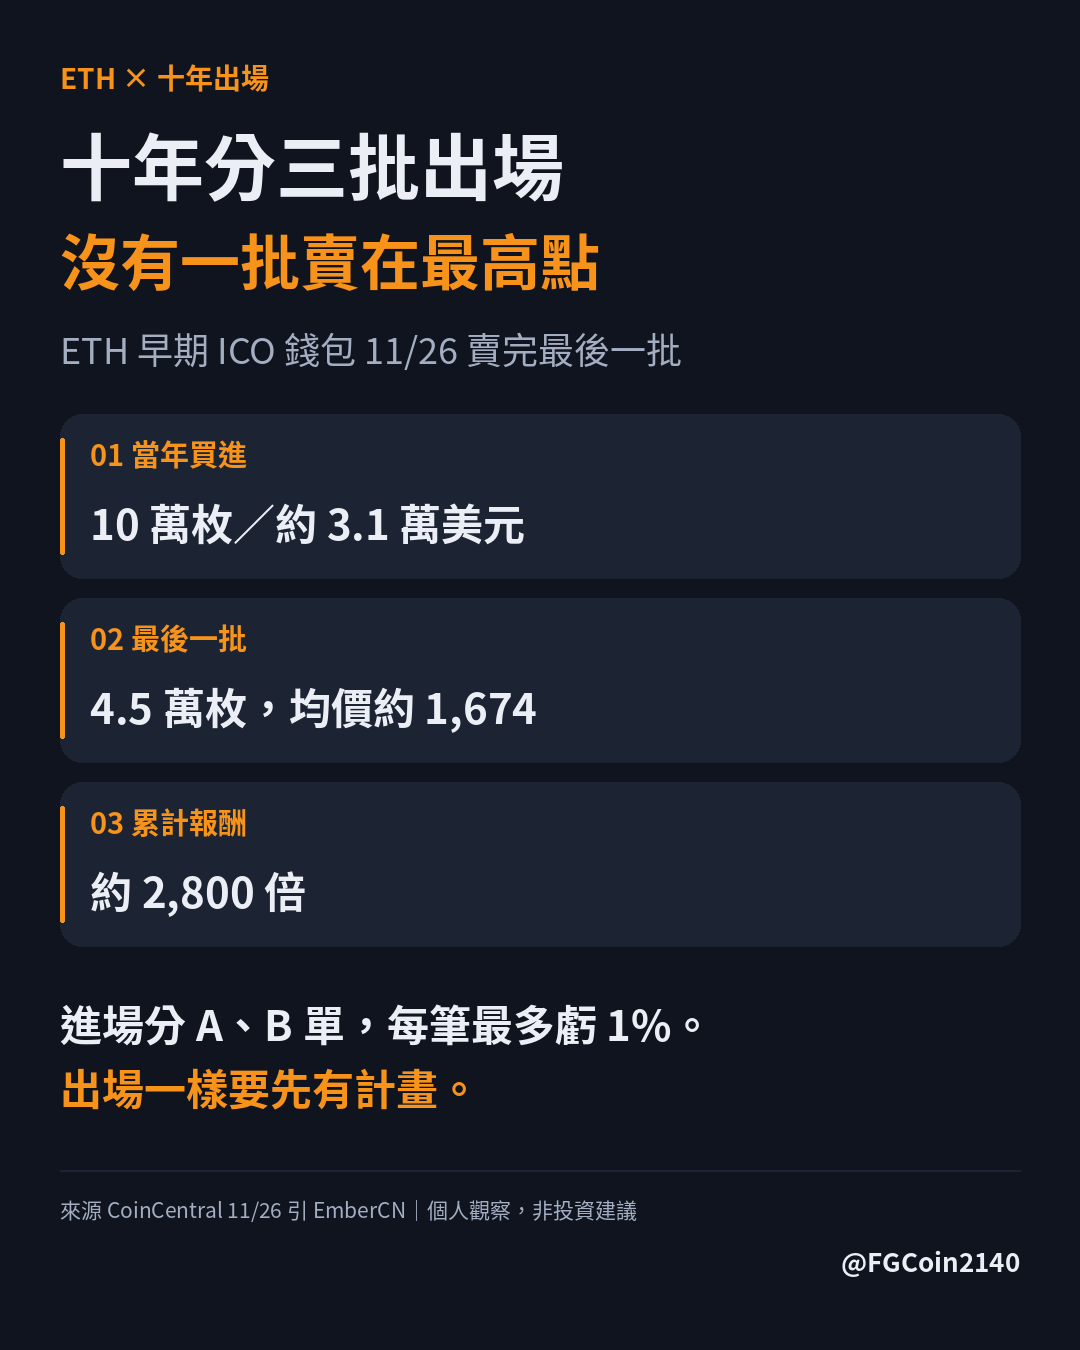 ETH × 十年出場
十年分三批出場
沒有一批賣在最高點
ETH 早期 ICO 錢包 11/26 賣完最後一批
01 當年買進
10 萬枚／約 3.1 萬美元
02 最後一批
4.5 萬枚，均價約 1,674
03 累計報酬
約 2,800 倍
進場分 A、B 單，每筆最多虧 1%。
出場一樣要先有計畫。
來源 CoinCentral 11/26 引 EmberCN｜個人觀察，非投資建議
@FGCoin2140